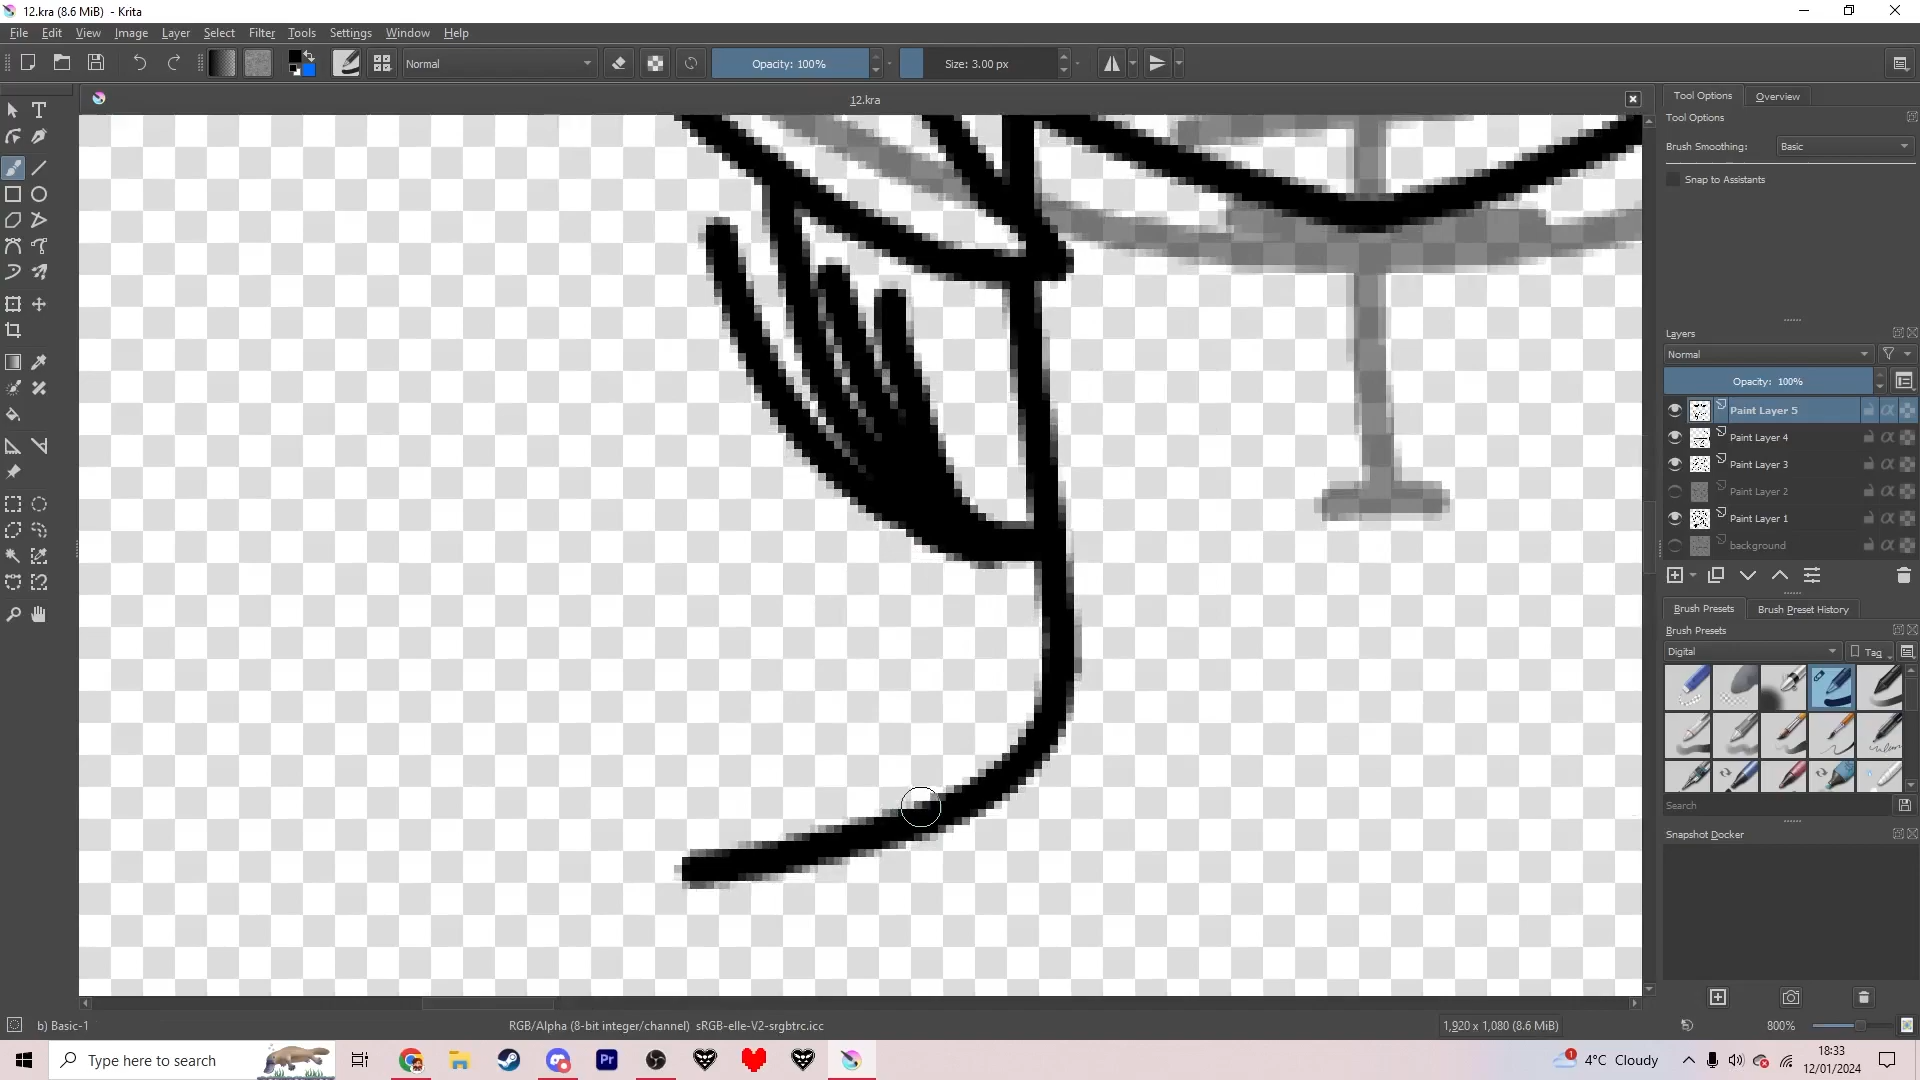 12.kra (8.6 MiB)  - Krita
File Edit View Image Layer Select Filter Tools Settings Window Help
Normal
Opacity: 100%
Size: 3.00 px
12.kra
Tool Options
Overview
Tool Options
Brush Smoothing:
Basic
Snap to Assistants
Layers
Normal
Opacity:  100%
Paint Layer 5
Paint Layer 4
Paint Layer 3
Paint Layer 2
Paint Layer 1
background
Brush Presets
Brush Preset History
Brush Presets
Digital
Tag
Search
Snapshot Docker
b) Basic-1
RGB/Alpha (8-bit integer/channel)  sRGB-elle-V2-srgbtrc.icc
1,920 x 1,080 (8.6 MiB)
800%
Type here to search
Pr
1
4°C  Cloudy
18:33
12/01/2024